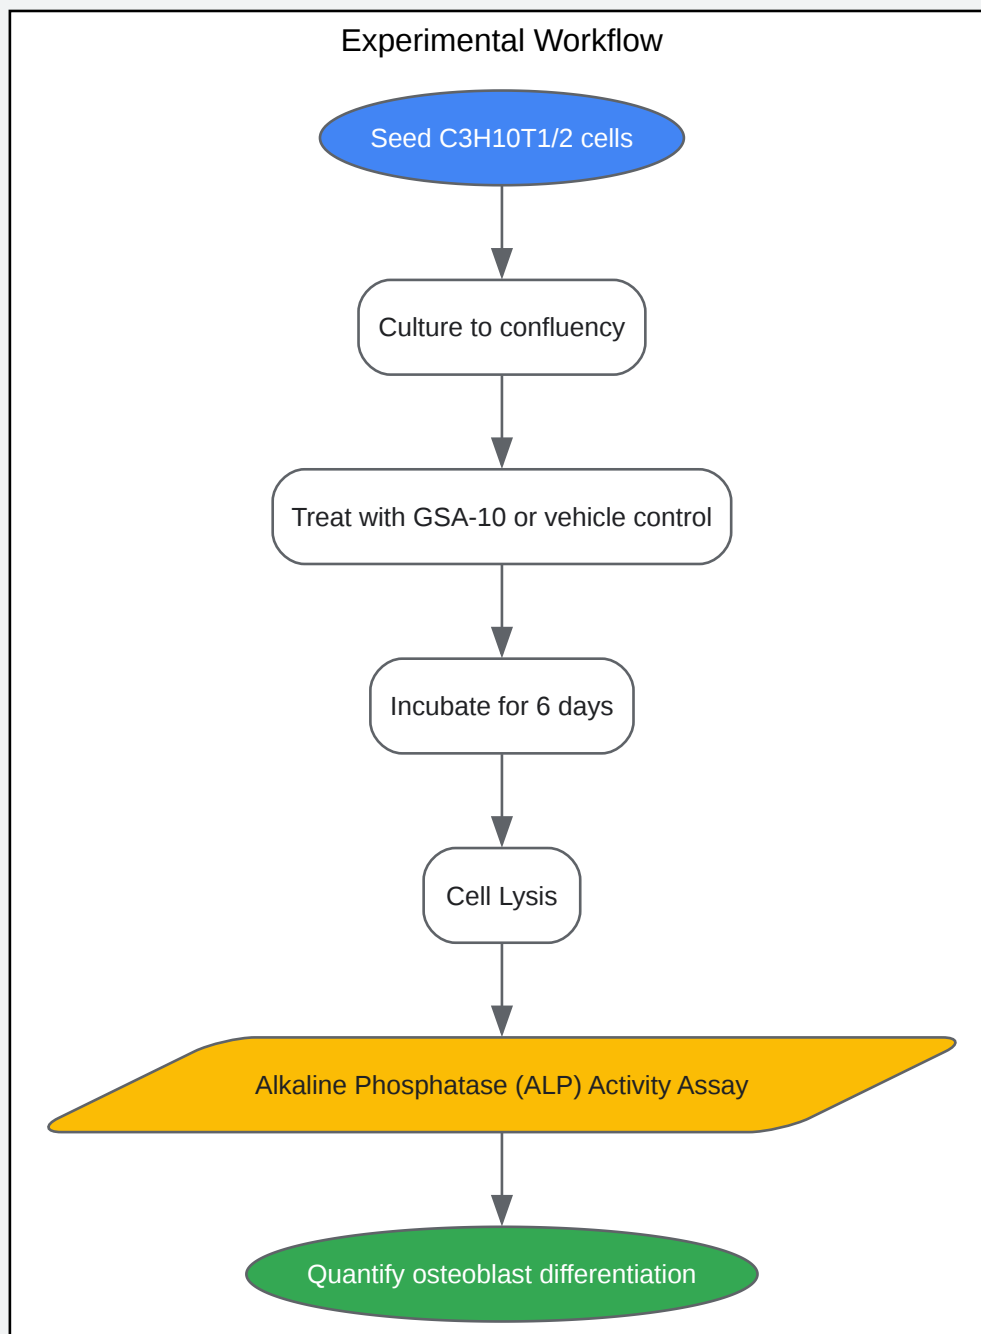 Experimental Workflow
Seed C3H10T1/2 cells
Culture to confluency
Treat with GSA-10 or vehicle control
Incubate for 6 days
Cell Lysis
Alkaline Phosphatase (ALP) Activity Assay
Quantify osteoblast differentiation